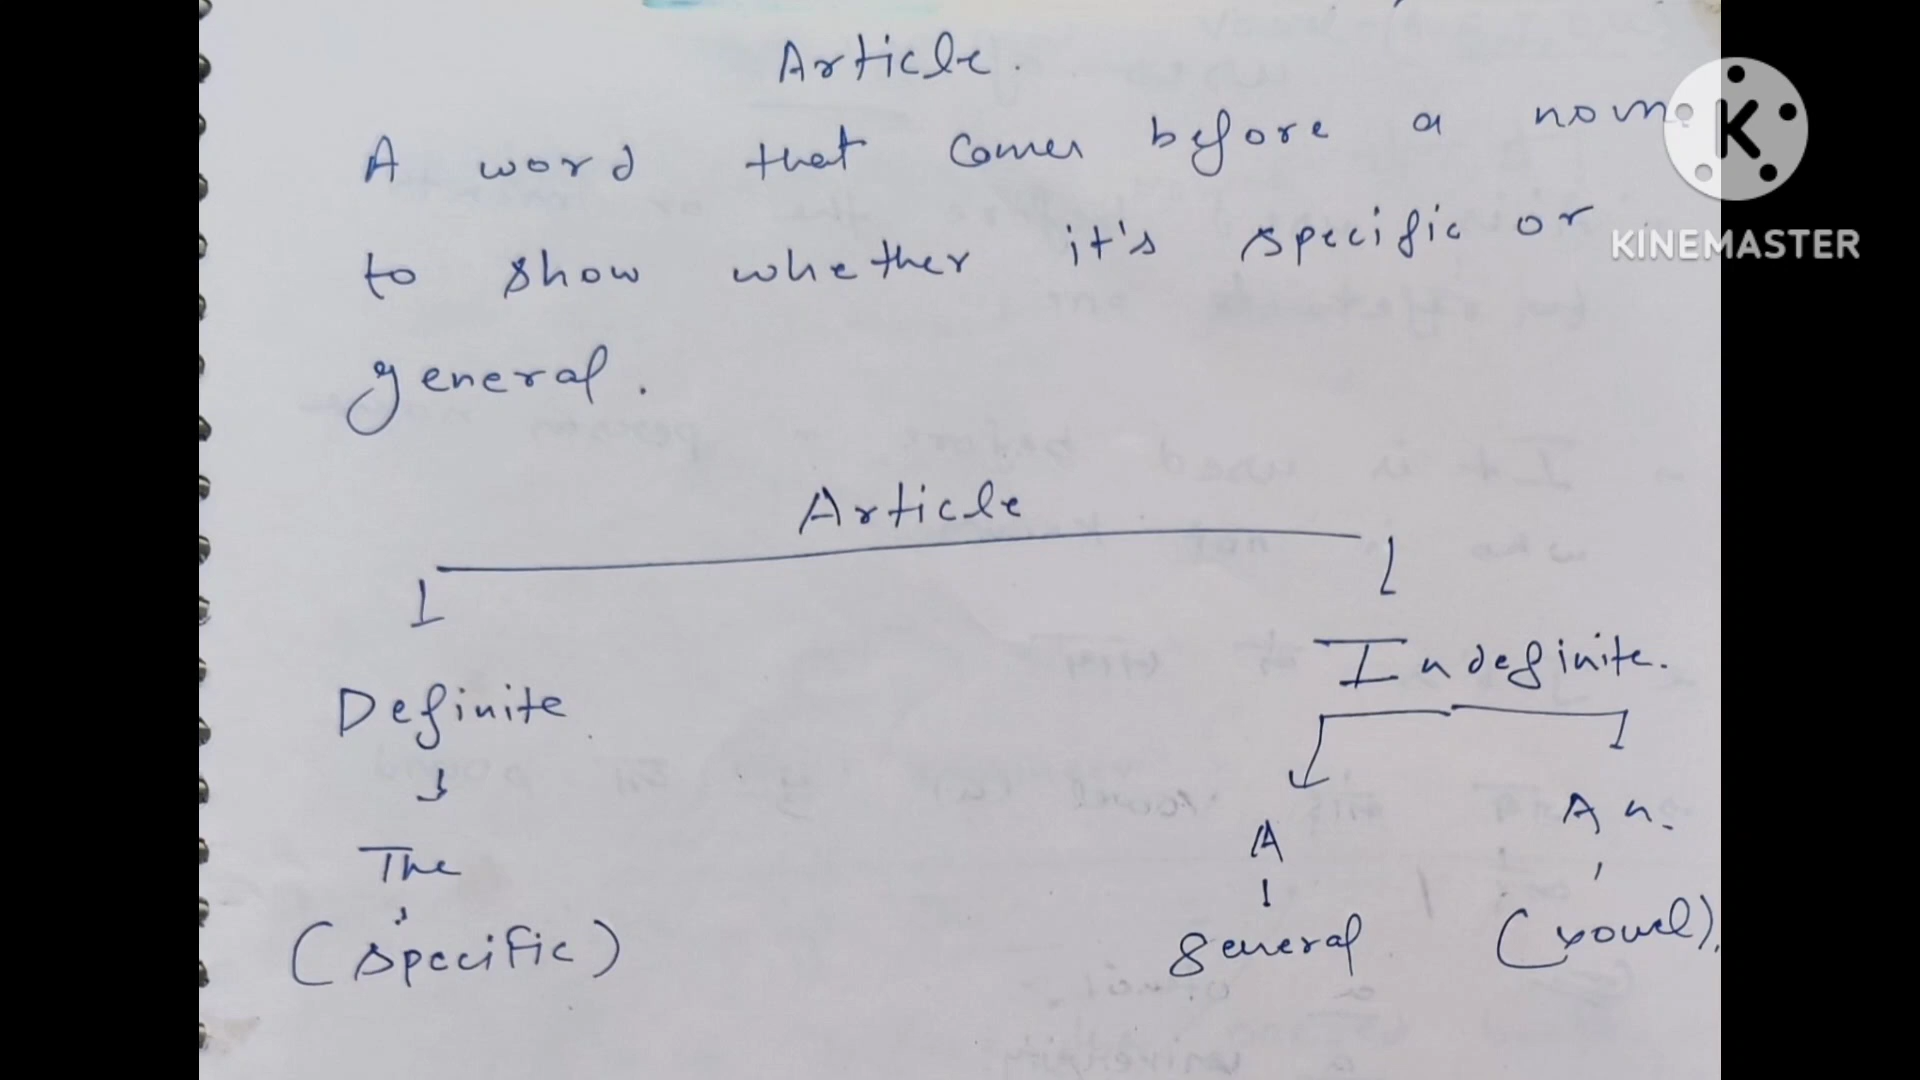 Article.
A word that comes before a noun
to show whether it's specific or
general.
Article
Definite
Indefinite.
The
A
An.
(specific)
general
(vowel).
K
KINEMASTER